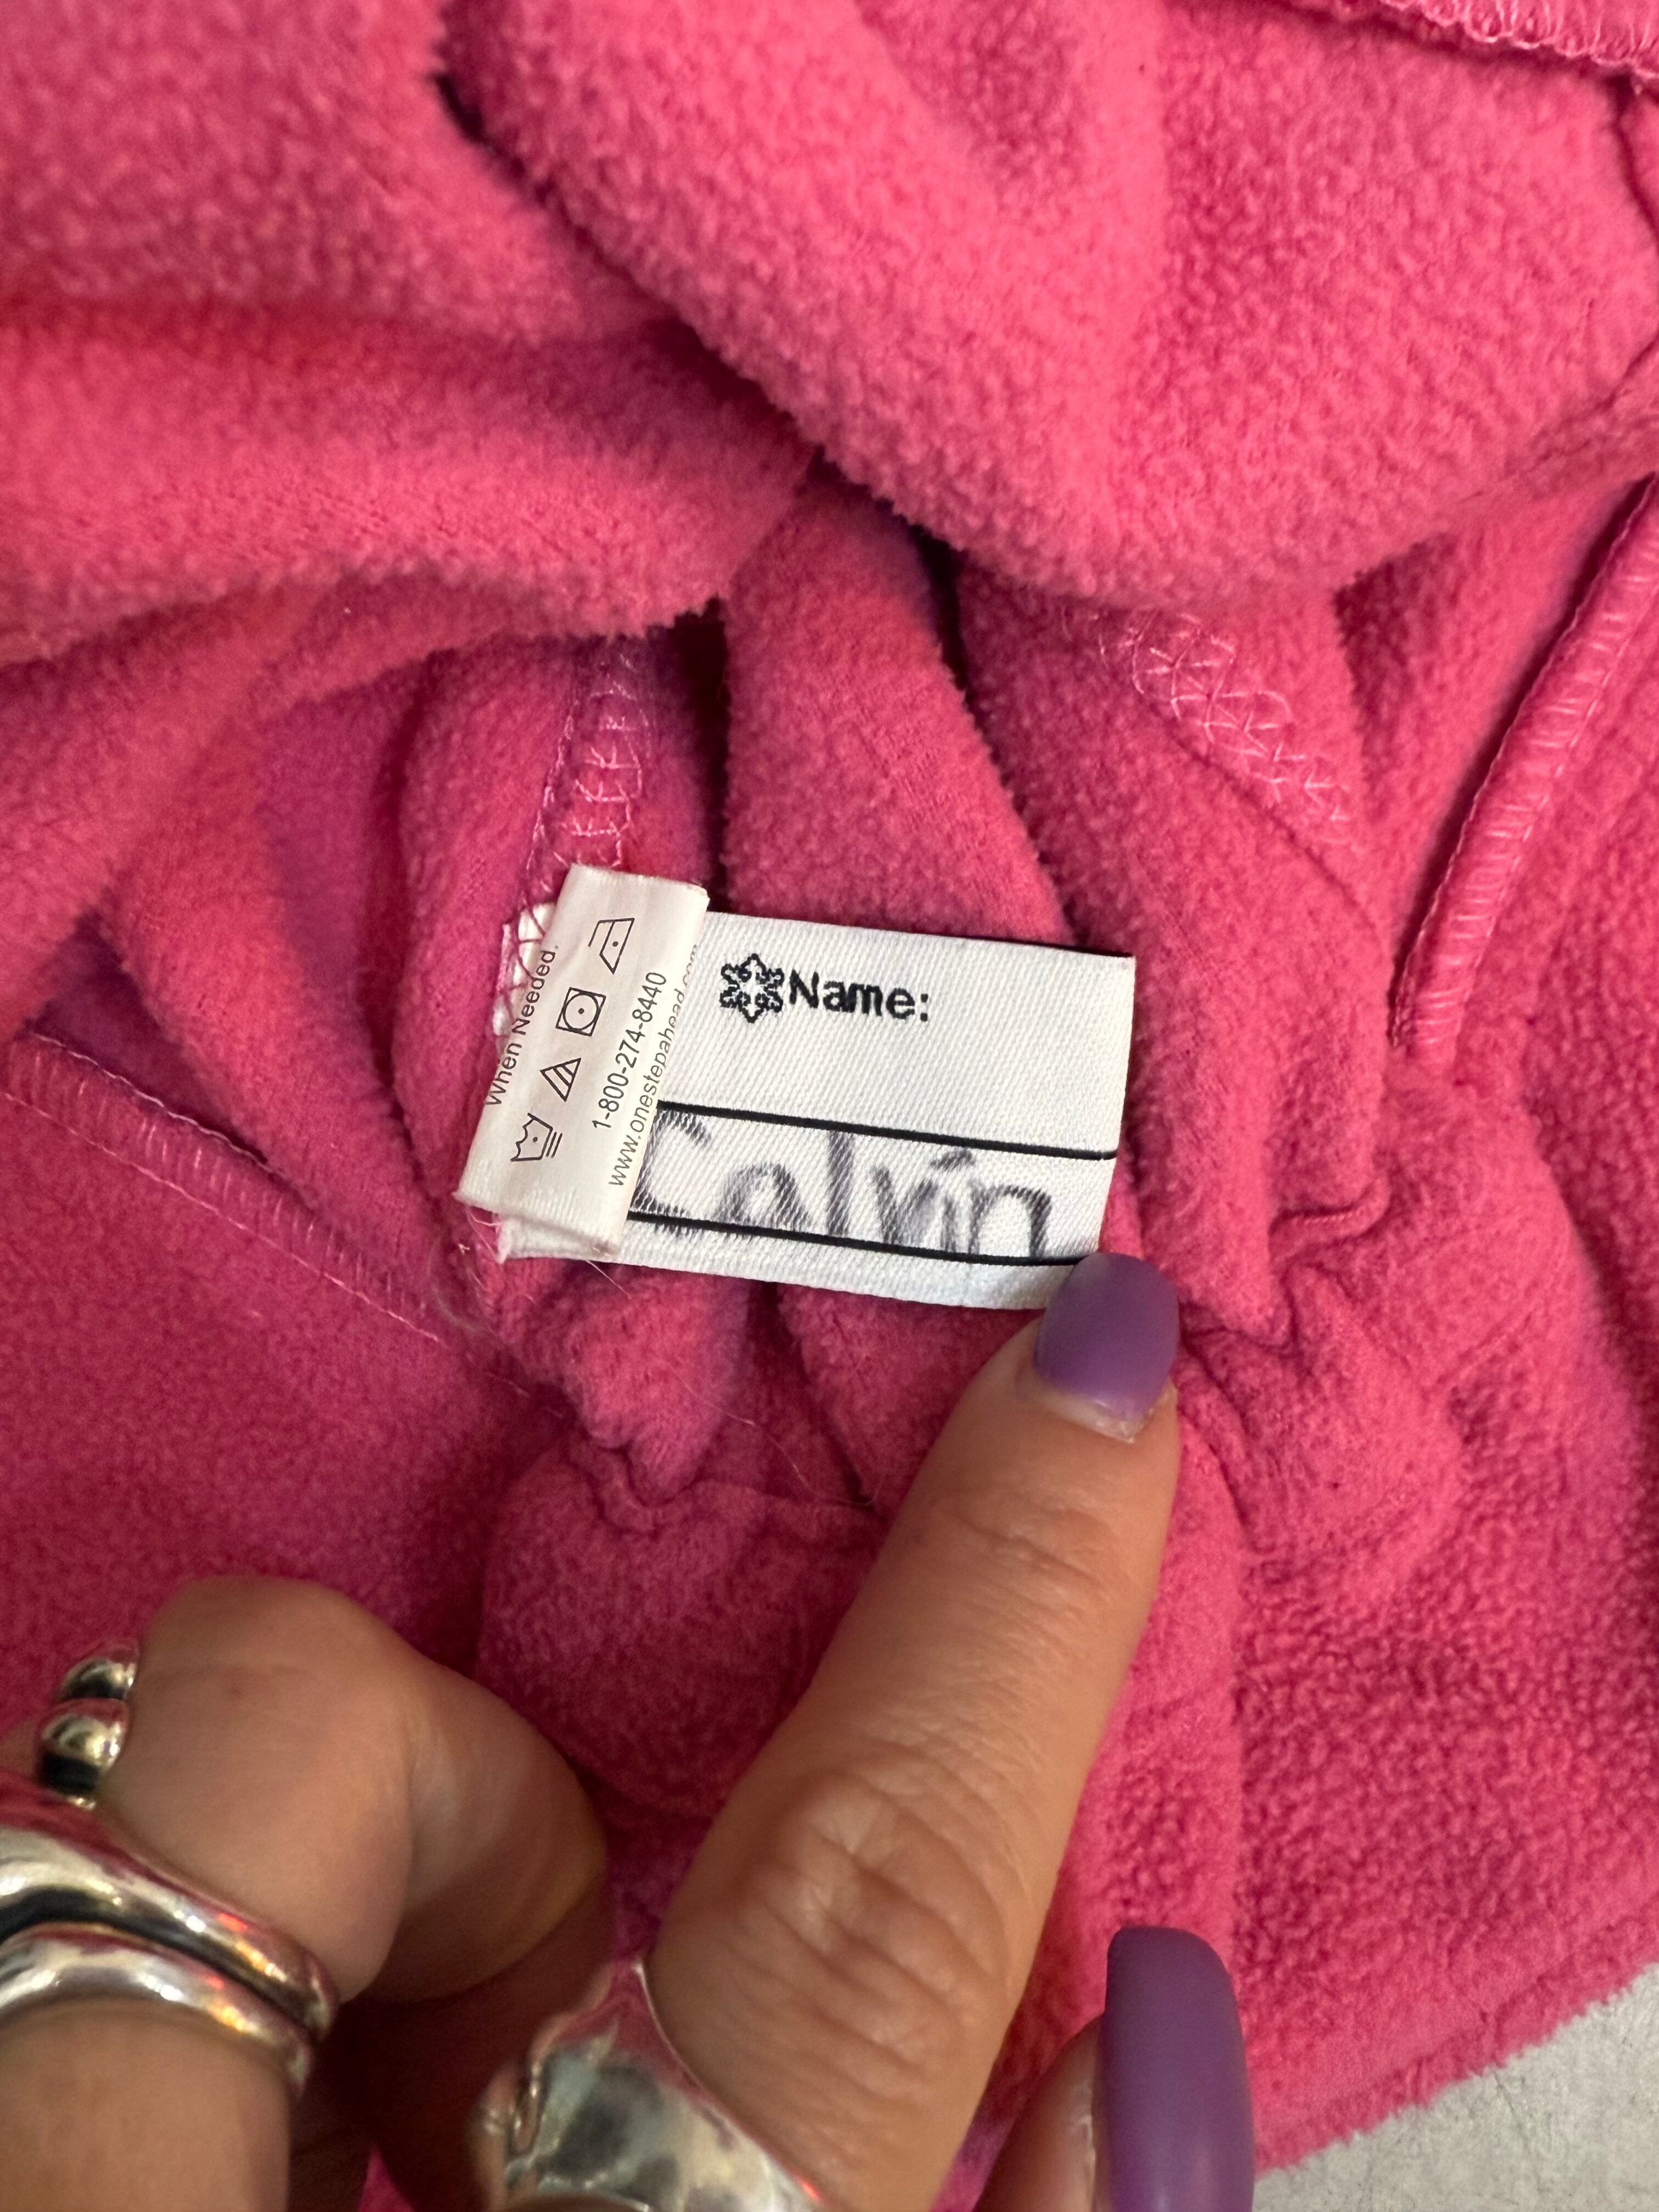 When Needed.
1-800-274-8440
www.onestepahead.com
Name:
Calvin